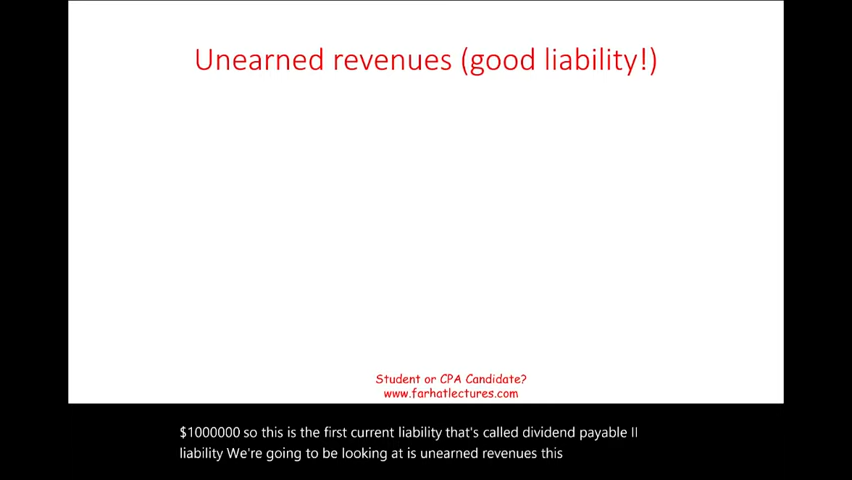 Unearned revenues (good liability!)
Student or CPA Candidate?
www.farhatlectures.com
$1000000 so this is the first current liability that's called dividend payable II
liability We're going to be looking at is unearned revenues this